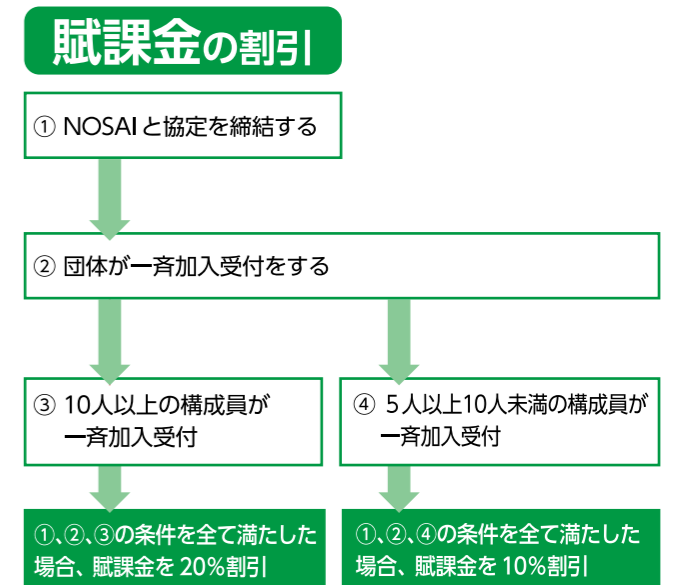 賦課金の割引
① NOSAIと協定を締結する
② 団体が一斉加入受付をする
③ 10人以上の構成員が
一斉加入受付
④ 5人以上10人未満の構成員が
一斉加入受付
①、②、③の条件を全て満たした
場合、賦課金を20%割引
①、②、④の条件を全て満たした
場合、賦課金を10%割引